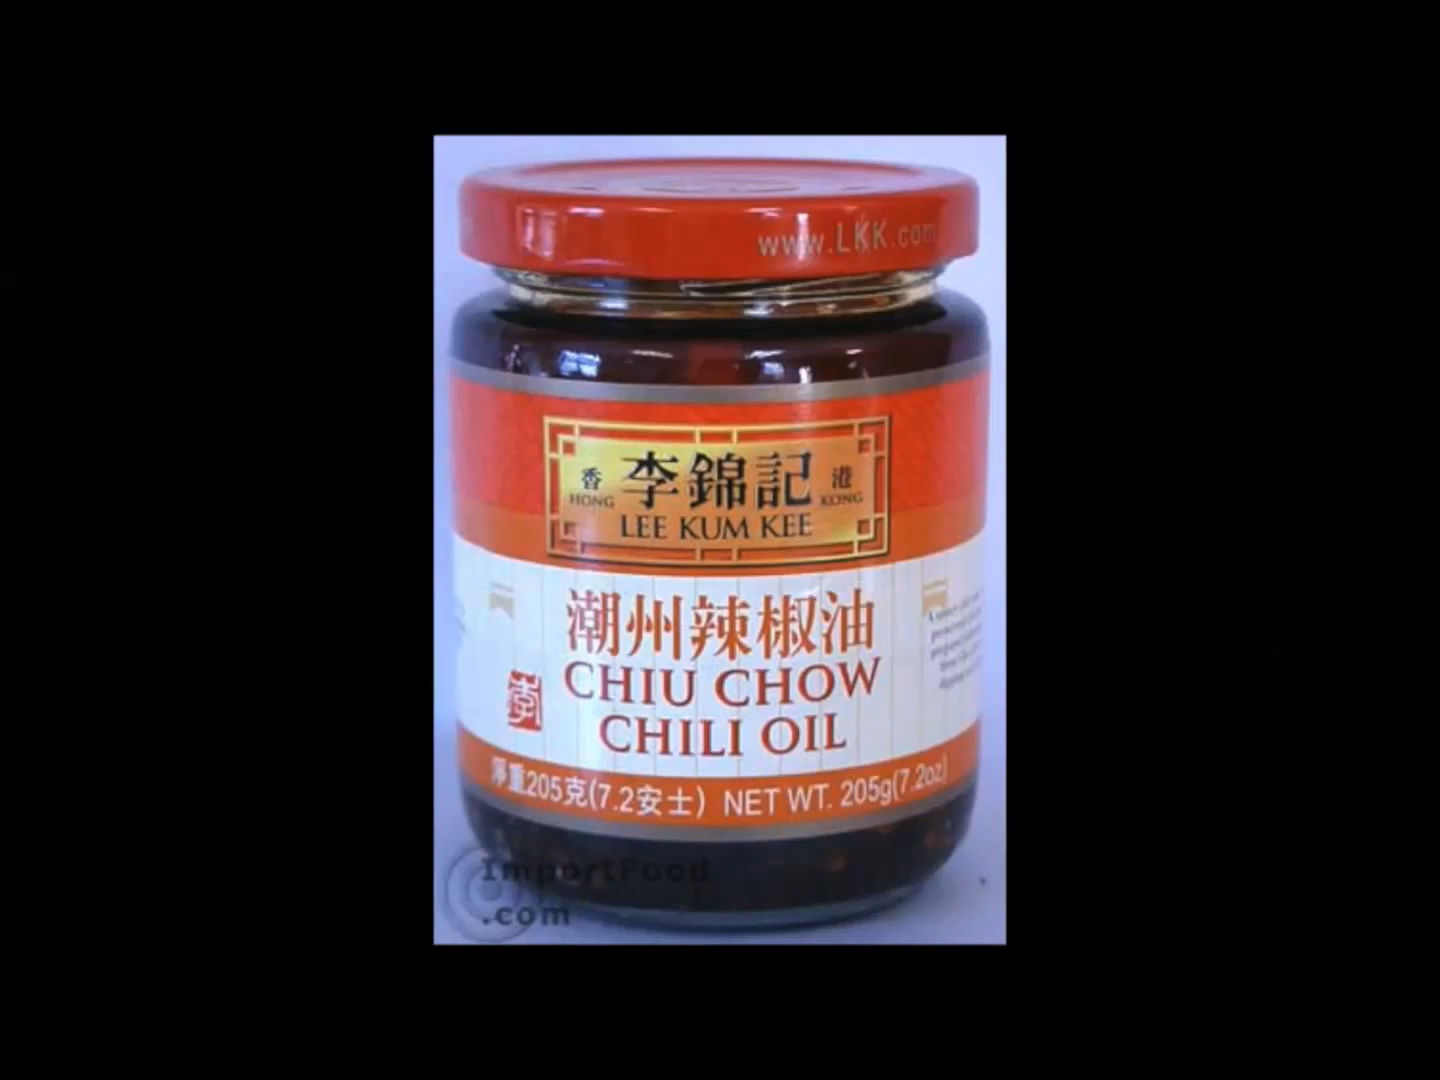 www.LKK.com
香 李錦記 港
HONG LEE KUM KEE KONG
潮州辣椒油
CHIU CHOW
CHILI OIL
李
淨重205克(7.2安士) NET WT. 205g(7.2oz)
ImportFood
.com